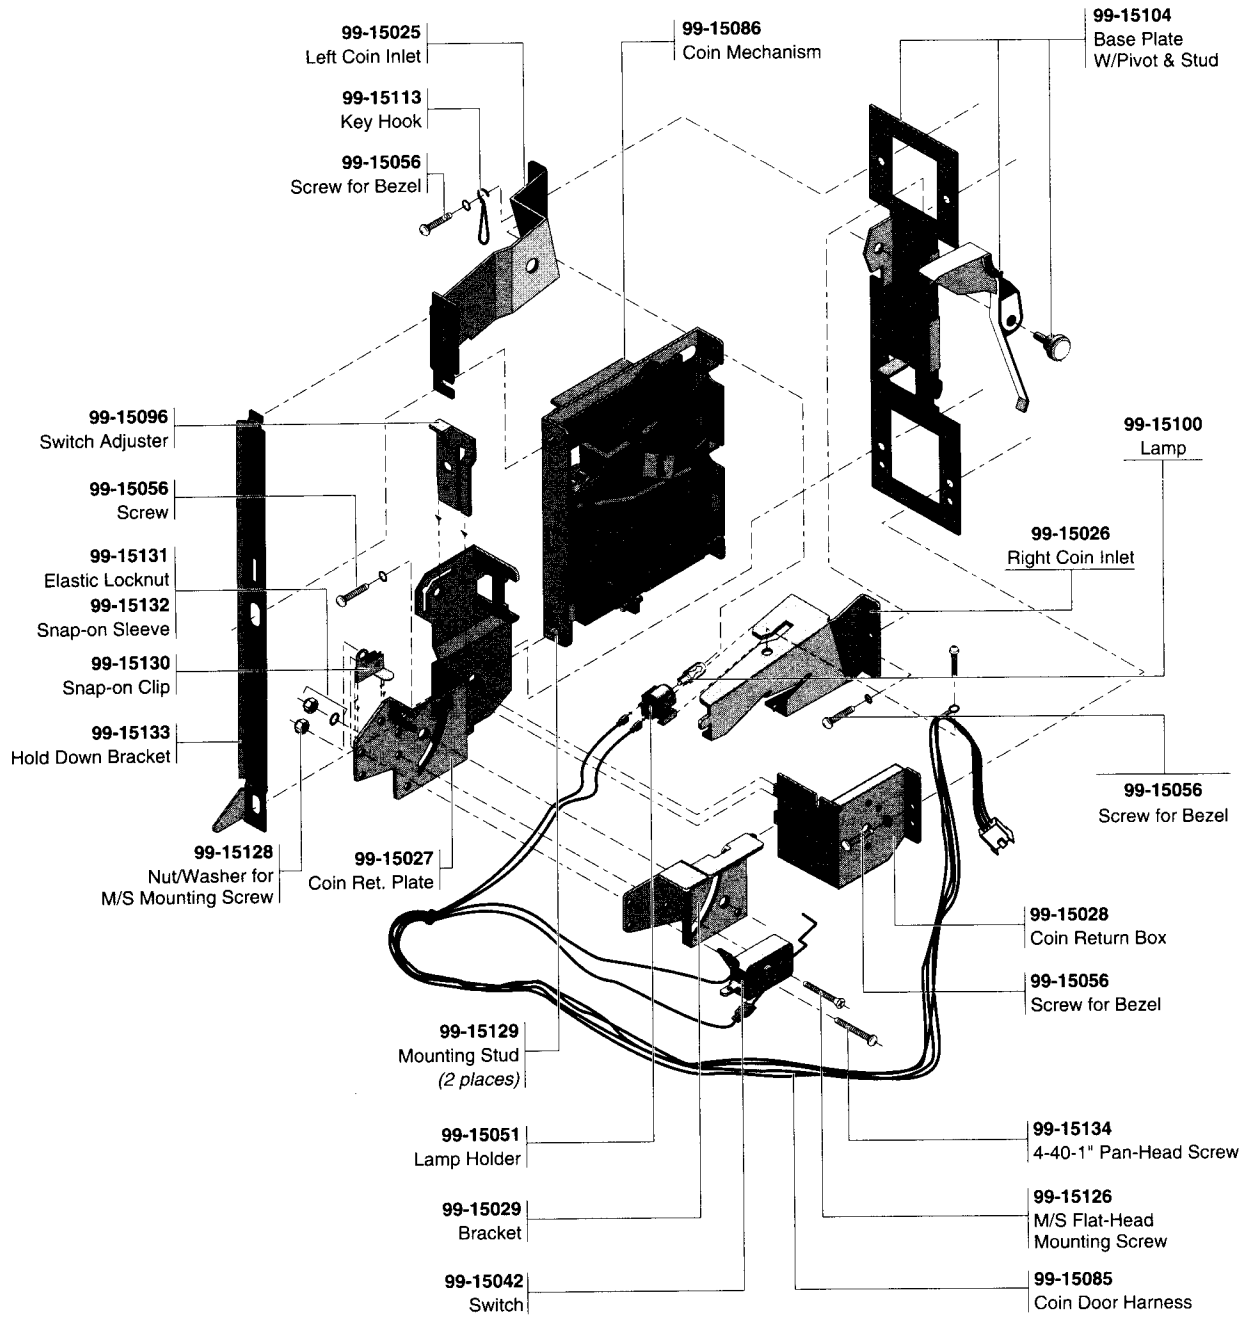 99-15025
Left Coin Inlet
99-15113
Key Hook
99-15056
Screw for Bezel
99-15086
Coin Mechanism
99-15104
Base Plate
W/Pivot & Stud
99-15096
Switch Adjuster
99-15056
Screw
99-15131
Elastic Locknut
99-15132
Snap-on Sleeve
99-15130
Snap-on Clip
99-15133
Hold Down Bracket
99-15128
Nut/Washer for
M/S Mounting Screw
99-15027
Coin Ret. Plate
99-15100
Lamp
99-15026
Right Coin Inlet
99-15056
Screw for Bezel
99-15028
Coin Return Box
99-15056
Screw for Bezel
99-15129
Mounting Stud
(2 places)
99-15051
Lamp Holder
99-15029
Bracket
99-15042
Switch
99-15134
4-40-1" Pan-Head Screw
99-15126
M/S Flat-Head
Mounting Screw
99-15085
Coin Door Harness